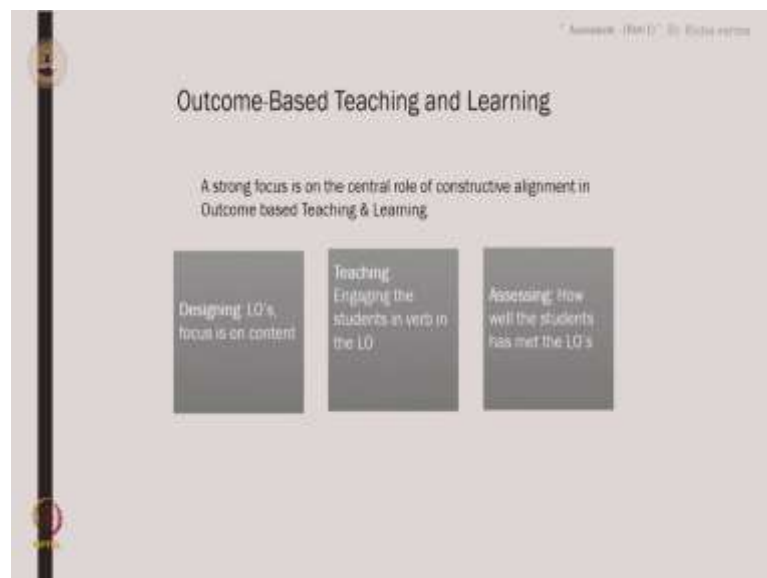 Outcome-Based Teaching and Learning
A strong focus is on the central role of constructive alignment in
Outcome based Teaching & Learning
Designing: LO's,
focus is on content
Teaching:
Engaging the
students in verb in
the LO
Assessing: How
well the students
has met the LO's